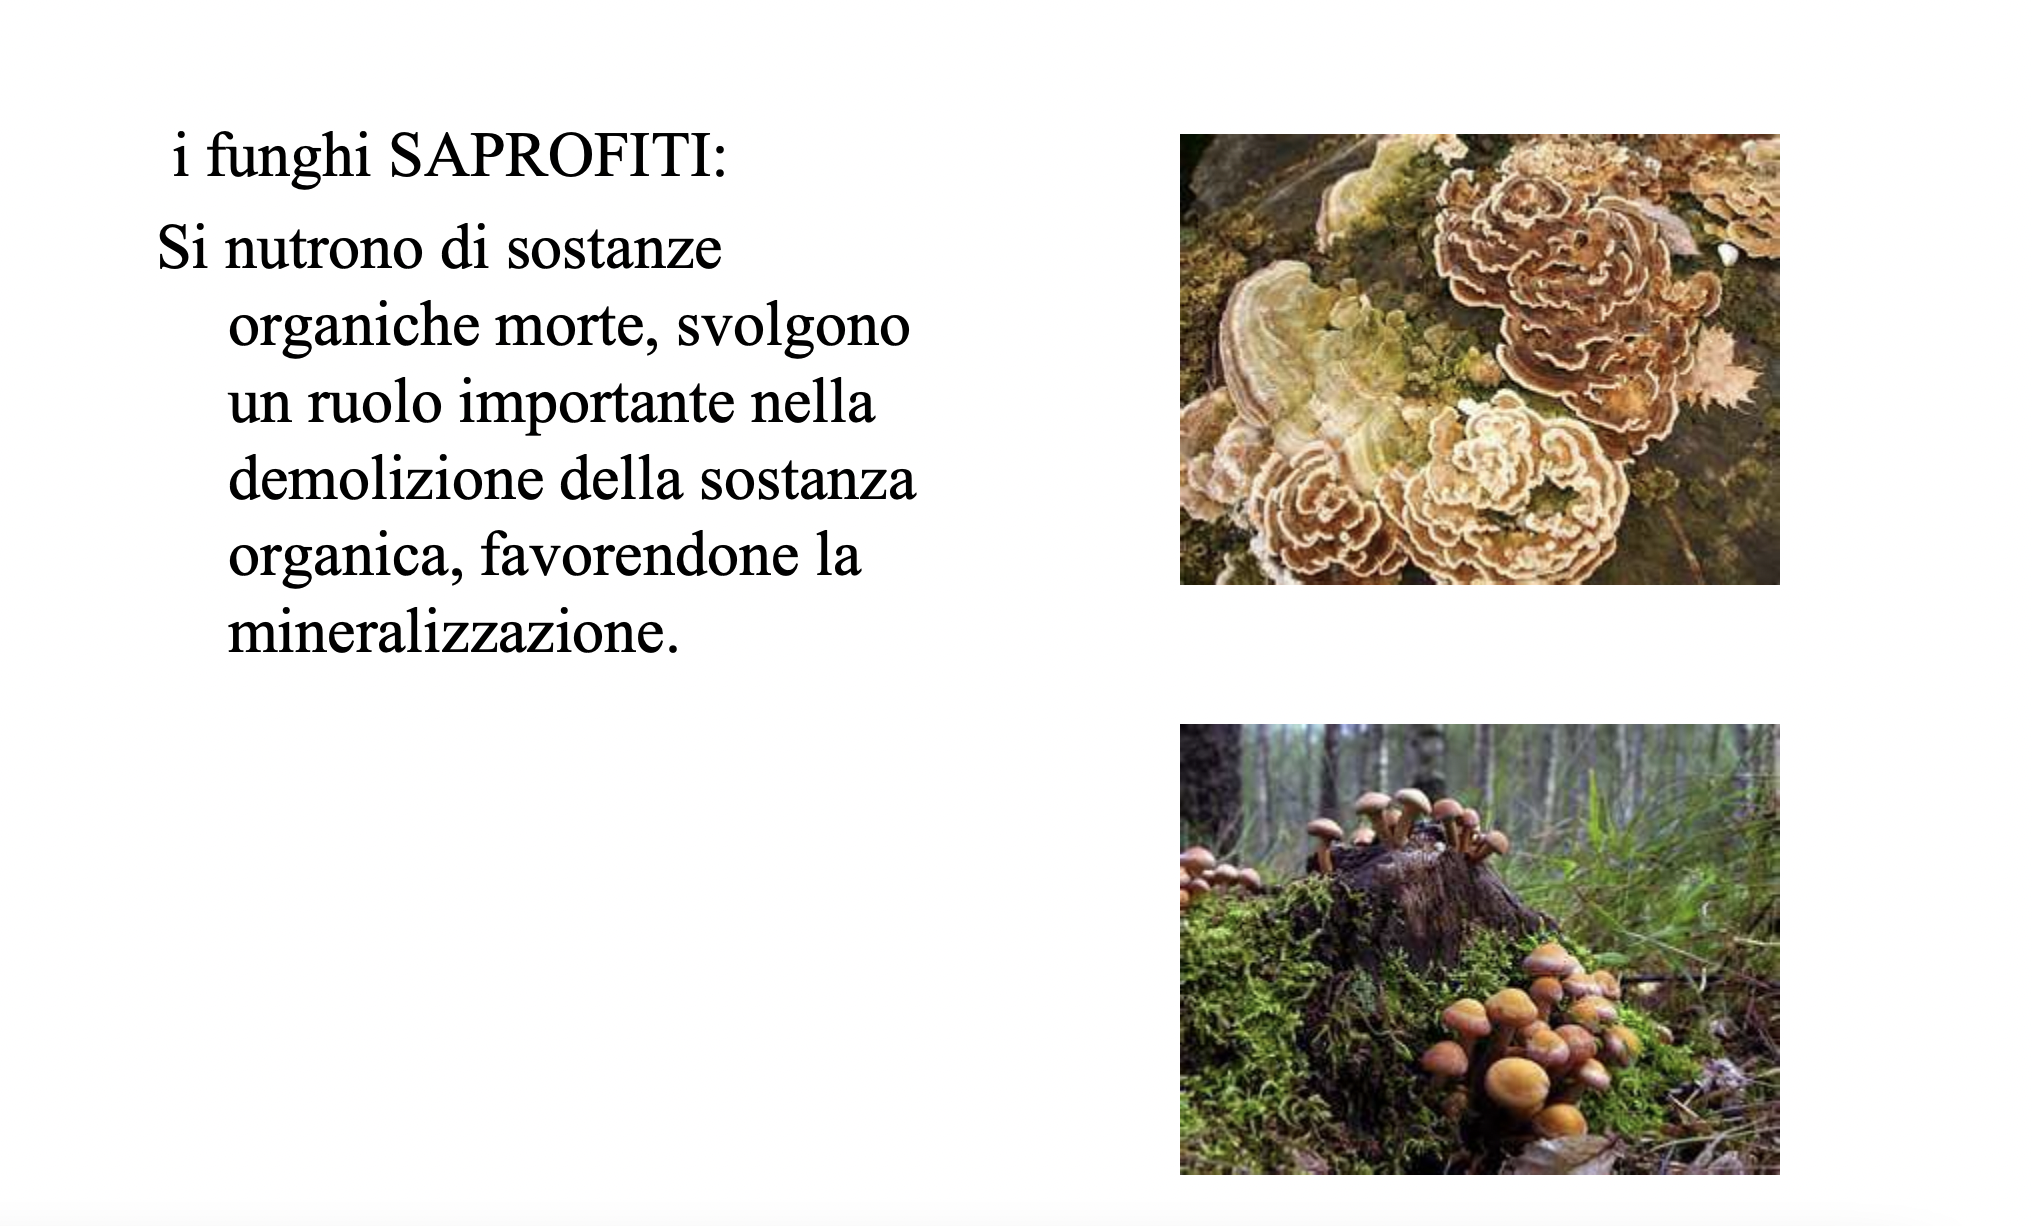 i funghi SAPROFITI:
Si nutrono di sostanze
organiche morte, svolgono
un ruolo importante nella
demolizione della sostanza
organica, favorendone la
mineralizzazione.